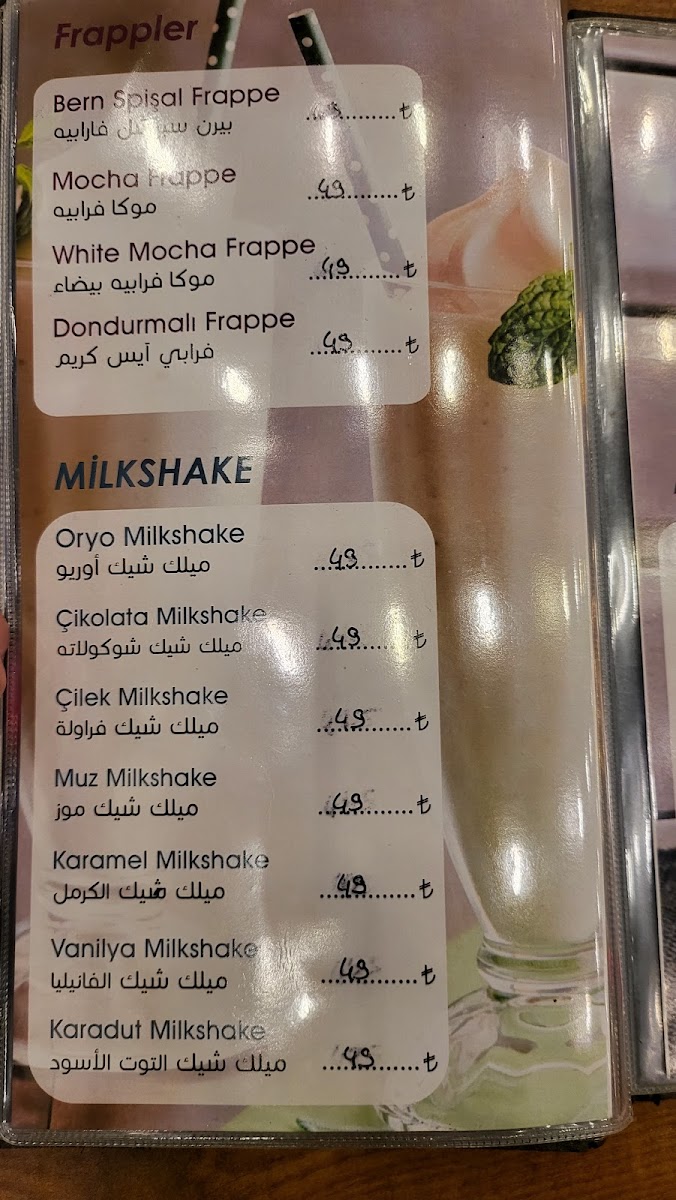 Frappler
Bern Spişal Frappe
..............₺
بيرن
فارابيه
Mocha Frappe
49 ₺
موكا فرابيه
White Mocha Frappe
49 ₺
موكا فرابيه بيضاء
Dondurmalı Frappe
49 ₺
فرابي آيس كريم
MİLKSHAKE
Oryo Milkshake
49 ₺
ميلك شيك أوريو
Çikolata Milkshake
49 ₺
ميلك شيك شوكولاته
Çilek Milkshake
49 ₺
ميلك شيك فراولة
Muz Milkshake
49 ₺
ميلك شيك موز
Karamel Milkshake
49 ₺
ميلك شيك الكرمل
Vanilya Milkshake
49 ₺
ميلك شيك الفانيليا
Karadut Milkshake
49 ₺
ميلك شيك التوت الأسود